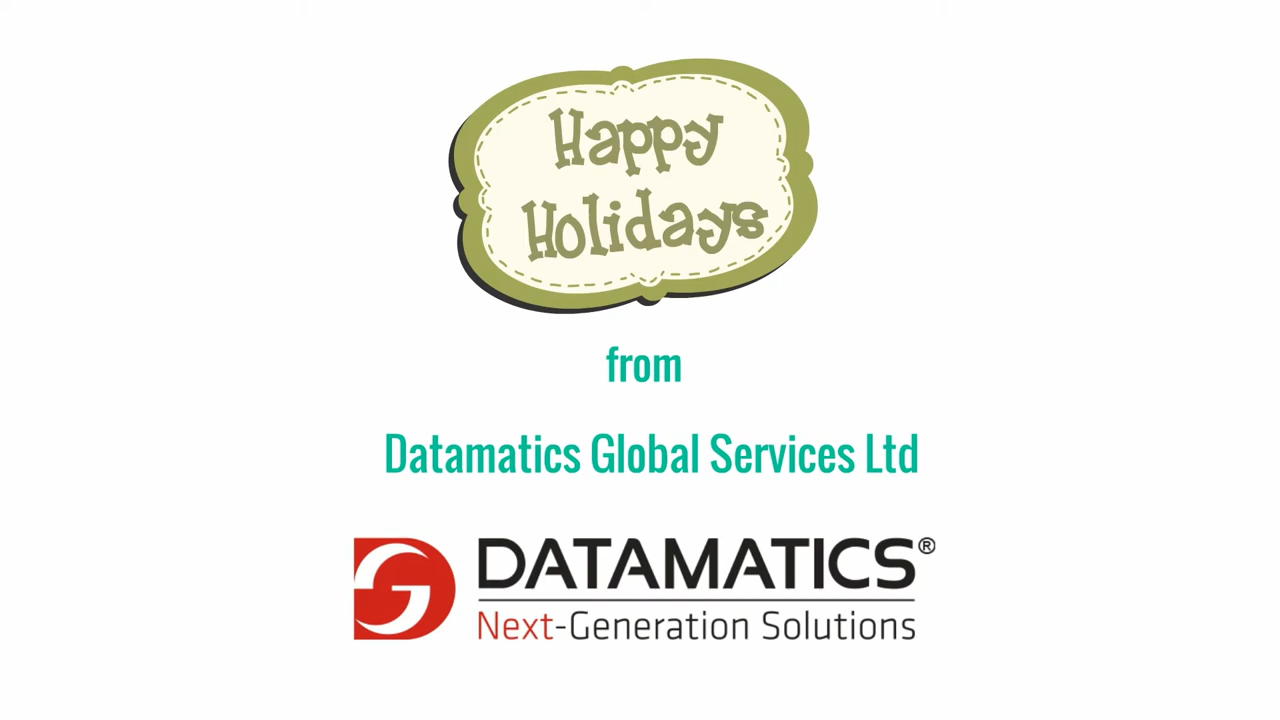 Happy
Holidays
from
Datamatics Global Services Ltd
DATAMATICS®
Next-Generation Solutions